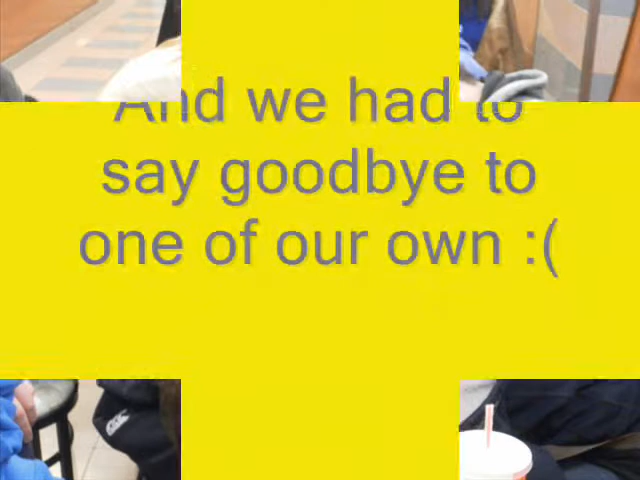 And we had to
say goodbye to
one of our own :(